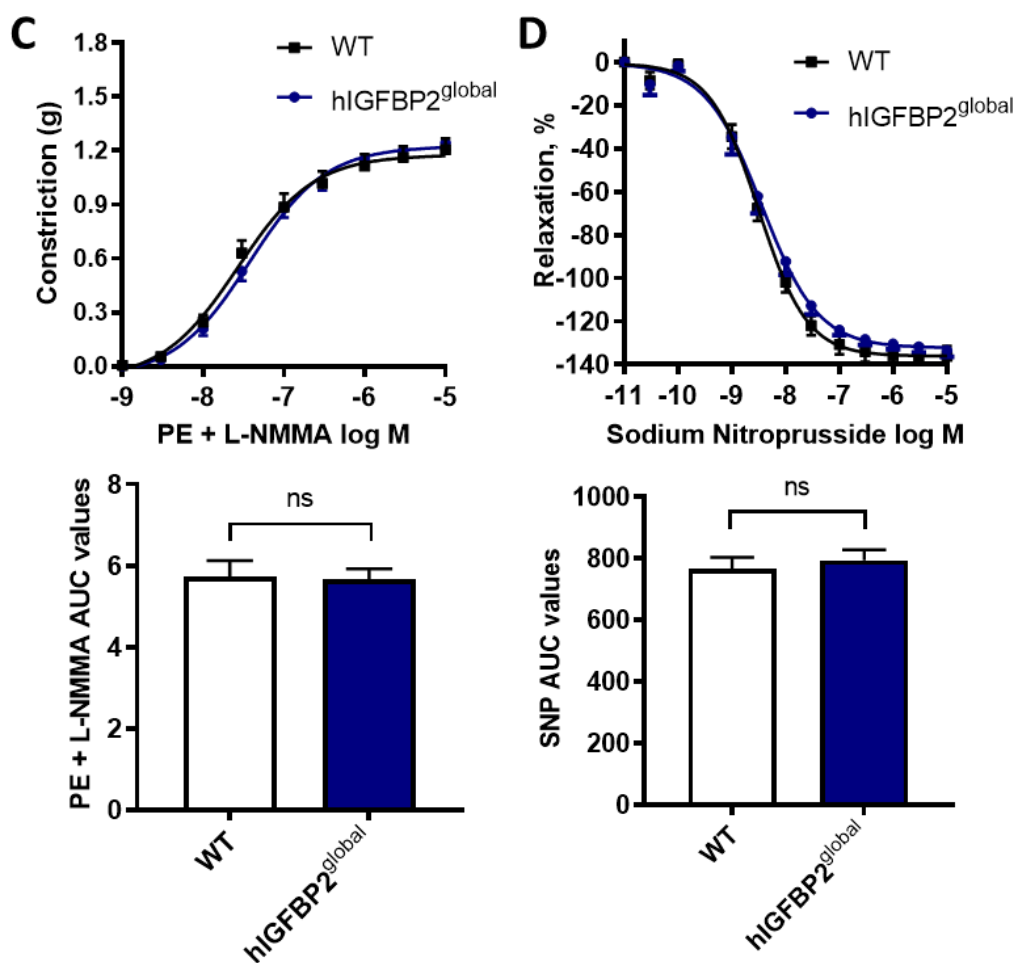 C
1.8
1.5
1.2
0.9
0.6
0.3
0.0
Constriction (g)
WT
hIGFBP2global
-9 -8 -7 -6 -5
PE + L-NMMA log M
D
0
-20
-40
-60
-80
-100
-120
-140
Relaxation, %
WT
hIGFBP2global
-11 -10 -9 -8 -7 -6 -5
Sodium Nitroprusside log M
8
6
4
2
0
PE + L-NMMA AUC values
ns
WT
hIGFBP2global
1000
800
600
400
200
0
SNP AUC values
ns
WT
hIGFBP2global